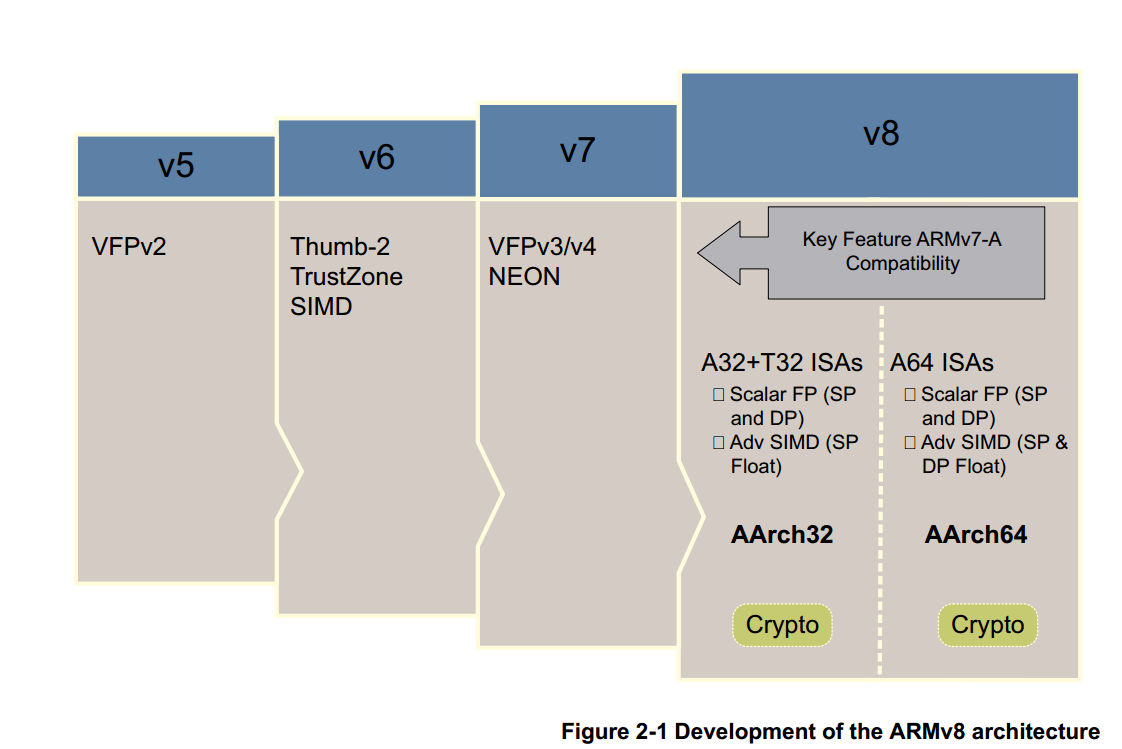 v5
v6
v7
v8
VFPv2
Thumb-2
TrustZone
SIMD
VFPv3/v4
NEON
Key Feature ARMv7-A
Compatibility
A32+T32 ISAs
Scalar FP (SP
and DP)
Adv SIMD (SP
Float)
AArch32
Crypto
A64 ISAs
Scalar FP (SP
and DP)
Adv SIMD (SP &
DP Float)
AArch64
Crypto
Figure 2-1 Development of the ARMv8 architecture